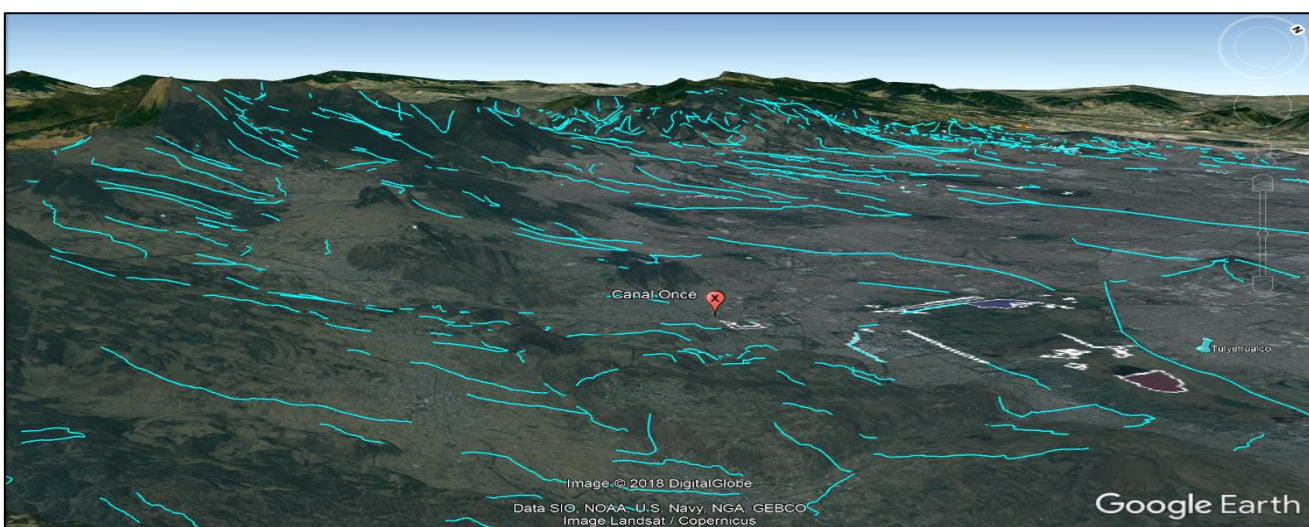 N
Canal Once
X
Tulyehualco
Image © 2018 DigitalGlobe
Data SIO, NOAA, U.S. Navy, NGA, GEBCO
Image Landsat / Copernicus
Google Earth